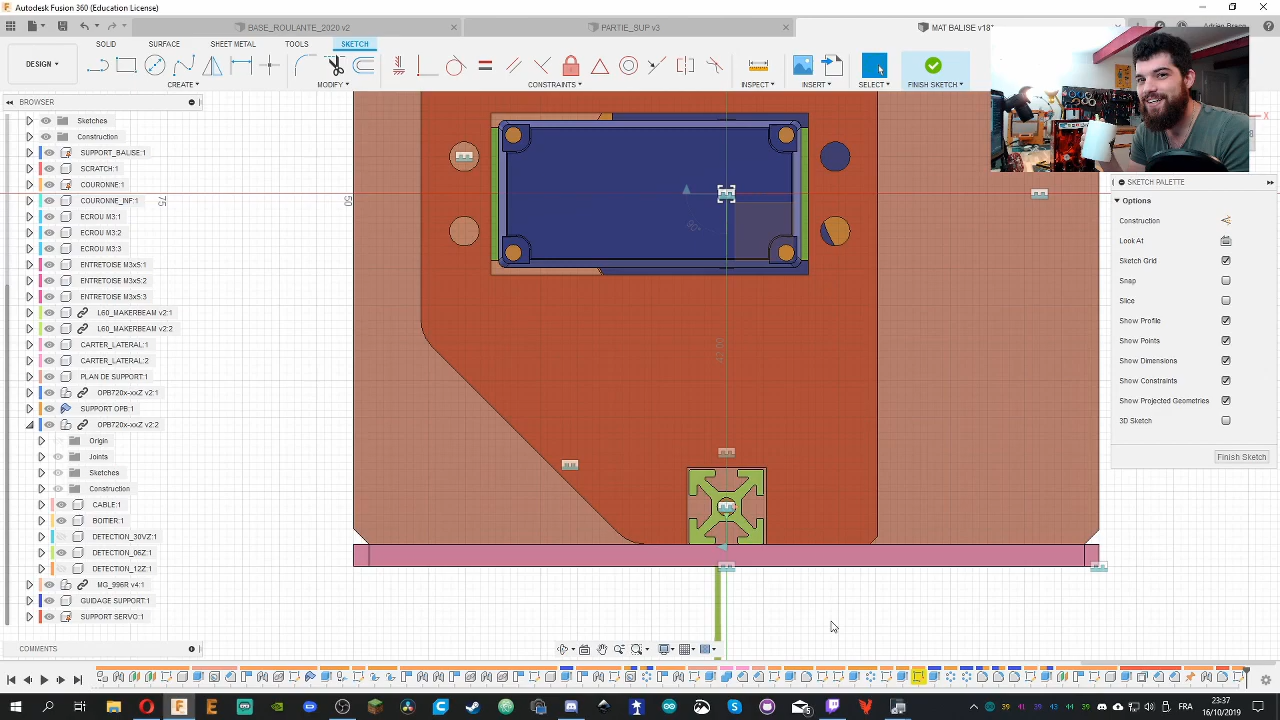 Autodesk Fusion 360 (Education License)
BASE_ROULANTE_2020 v2
PARTIE_SUP v3
MAT BALISE v18
DESIGN
SOLID
SURFACE
SHEET METAL
TOOLS
SKETCH
CREATE
MODIFY
CONSTRAINTS
INSPECT
INSERT
SELECT
FINISH SKETCH
BROWSER
Sketches
Construction
SUPPORT_BALISE:1
SCRATCH:1
COURONNE:1
COURONNE_INF:1
ECROU M3:1
ECROU M3:2
ECROU M3:3
ENTRETOISE M3x5:1
ENTRETOISE M3x5:2
ENTRETOISE M3x5:3
L60_MAKERBEAM v2:1
L60_MAKERBEAM v2:2
CARTER_LATERAL:1
CARTER_LATERAL:2
PLAN DE SUPPORT:1
OPB720x-xxZ v2:1
SUPPORT OPB:1
OPB720x-xxZ v2:2
Origin
Joints
Sketches
Construction
CABLE:1
BOITIER:1
DETECTION_30VZ:1
DETECTION_06Z:1
DETECTION_12Z:1
MG_996R v4:1
GUIDAGE SUPPORT:1
SUPPORT SERVO:1
COMMENTS
75
50
SKETCH PALETTE
Options
Construction
Look At
Sketch Grid
Snap
Slice
Show Profile
Show Points
Show Dimensions
Show Constraints
Show Projected Geometries
3D Sketch
Finish Sketch
FRA
23:37
16/10/2019